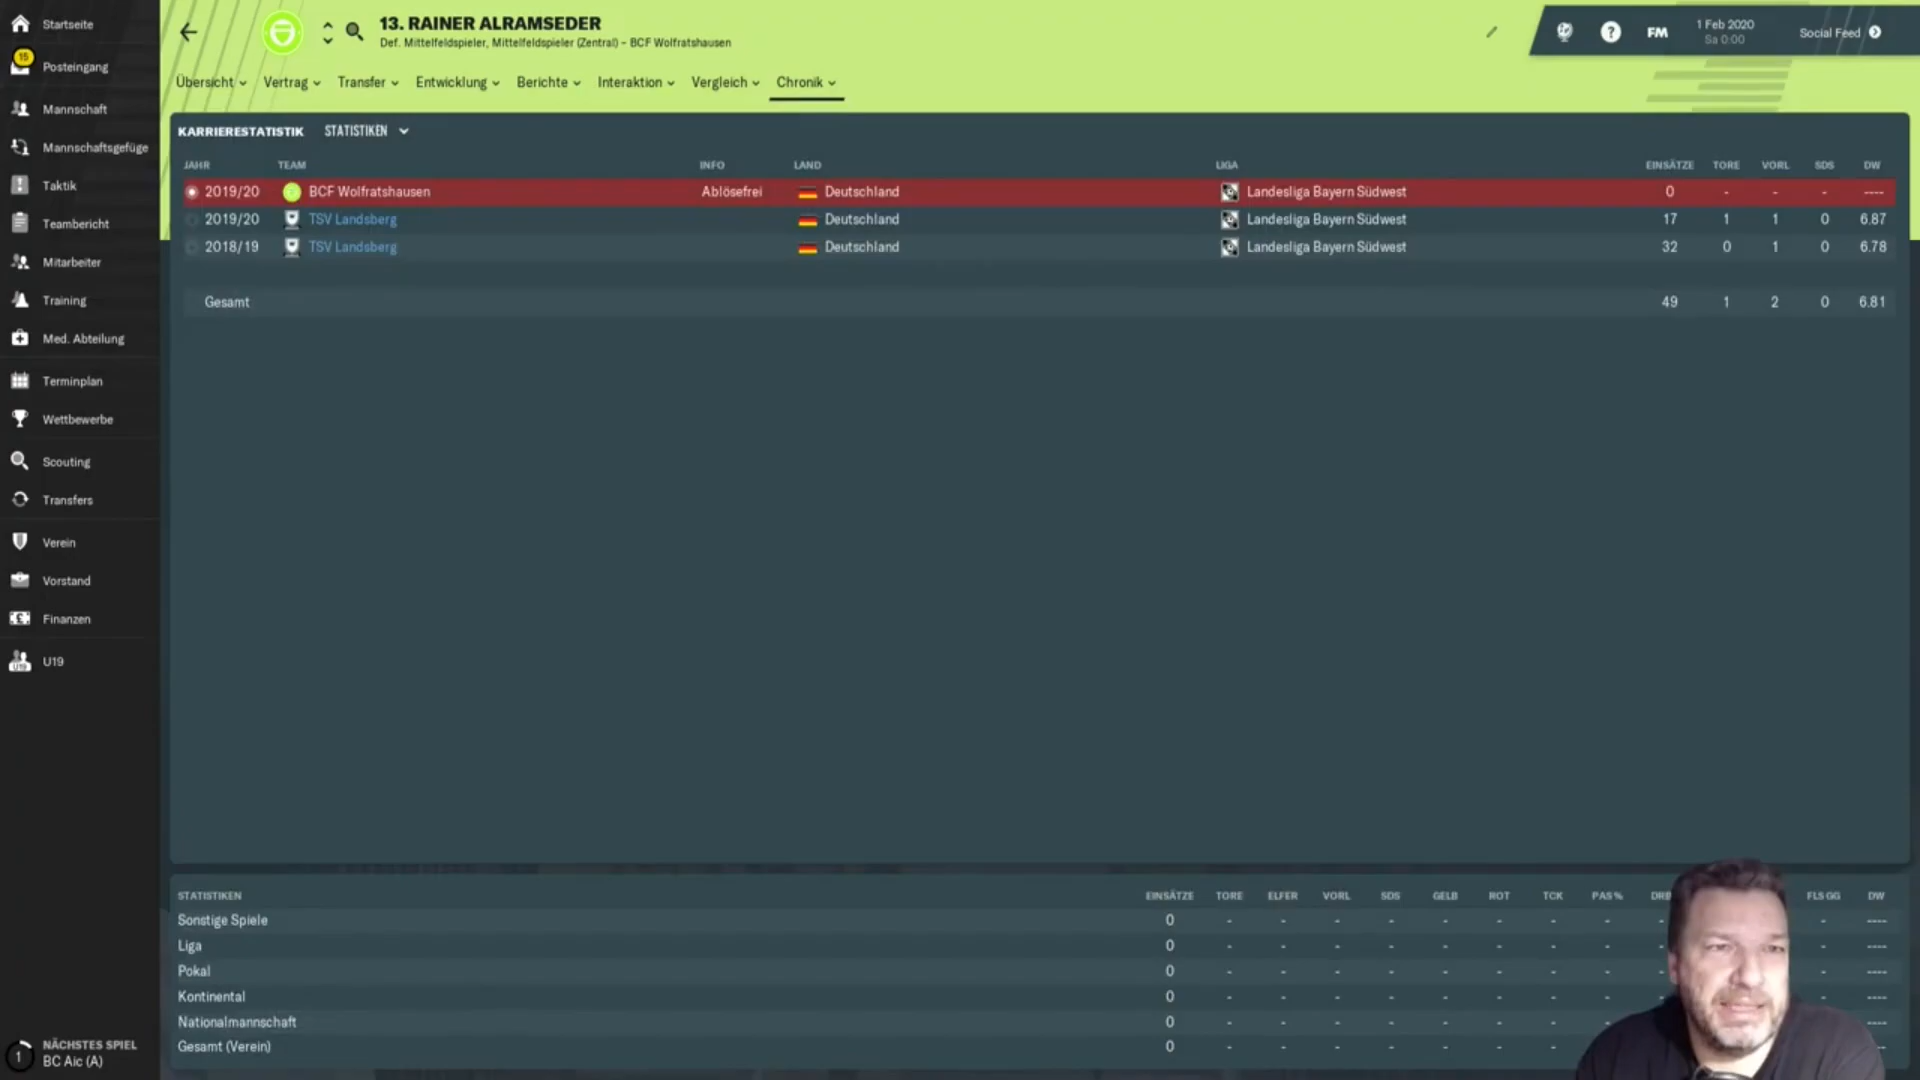 Startseite
15
Posteingang
Mannschaft
Mannschaftsgefüge
Taktik
Teambericht
Mitarbeiter
Training
Med. Abteilung
Terminplan
Wettbewerbe
Scouting
Transfers
Verein
Vorstand
Finanzen
U19
1 NÄCHSTES SPIEL
BC Aic (A)
13. RAINER ALRAMSEDER
Def. Mittelfeldspieler, Mittelfeldspieler (Zentral) – BCF Wolfratshausen
? FM 1 Feb 2020 Social Feed
Sa 0:00
Übersicht Vertrag Transfer Entwicklung Berichte Interaktion Vergleich Chronik
KARRIERESTATISTIK STATISTIKEN
JAHR TEAM INFO LAND LIGA EINSÄTZE TORE VORL SDS DW
2019/20 BCF Wolfratshausen Ablösefrei Deutschland Landesliga Bayern Südwest 0 - - - ----
2019/20 TSV Landsberg Deutschland Landesliga Bayern Südwest 17 1 1 0 6.87
2018/19 TSV Landsberg Deutschland Landesliga Bayern Südwest 32 0 1 0 6.78
Gesamt 49 1 2 0 6.81
STATISTIKEN EINSÄTZE TORE ELFER VORL SDS GELB ROT TCK PAS% DRB FLS GG DW
Sonstige Spiele 0 - - - - - - - - - - ----
Liga 0 - - - - - - - - - - ----
Pokal 0 - - - - - - - - - - ----
Kontinental 0 - - - - - - - - - - ----
Nationalmannschaft 0 - - - - - - - - - ----
Gesamt (Verein) 0 - - - - - - - -